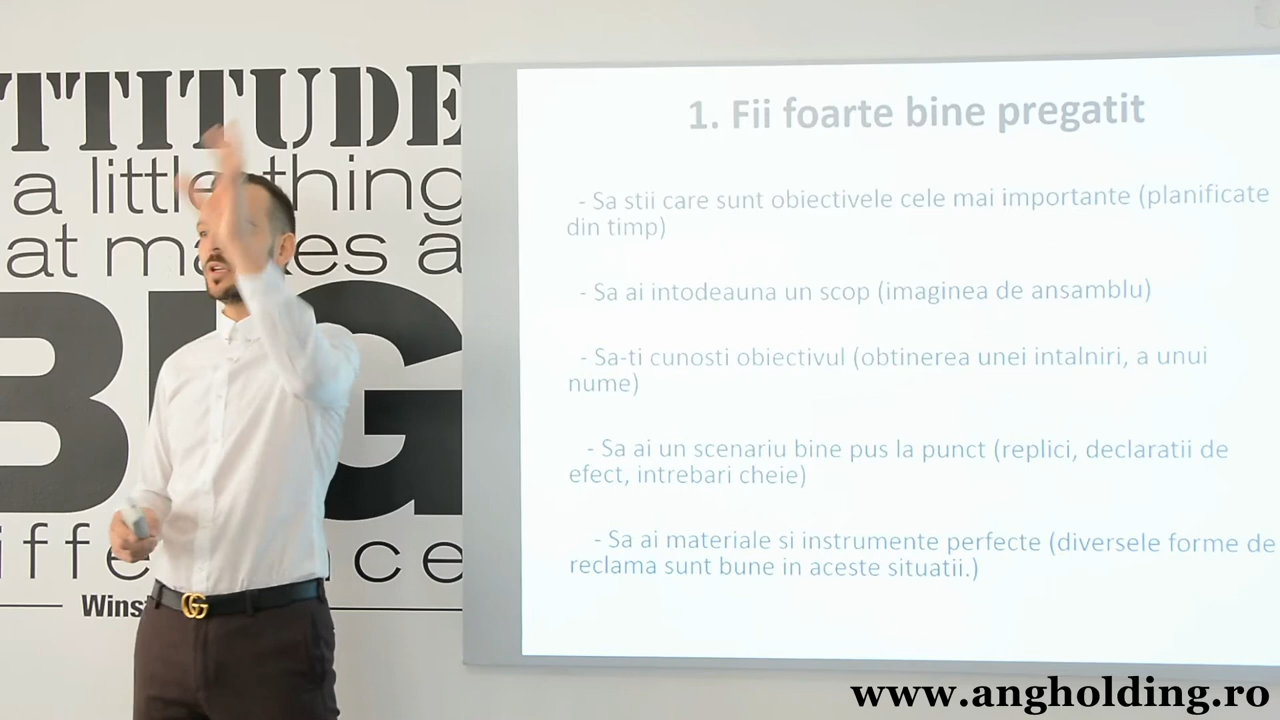 TTITUDE
a little thing
at makes a
BIG
iffe nce
Wins
1. Fii foarte bine pregatit
- Sa stii care sunt obiectivele cele mai importante (planificate
din timp)
- Sa ai intodeauna un scop (imaginea de ansamblu)
- Sa-ti cunosti obiectivul (obtinerea unei intalniri, a unui
nume)
- Sa ai un scenariu bine pus la punct (replici, declaratii de
efect, intrebari cheie)
- Sa ai materiale si instrumente perfecte (diversele forme de
reclama sunt bune in aceste situatii.)
www.angholding.ro